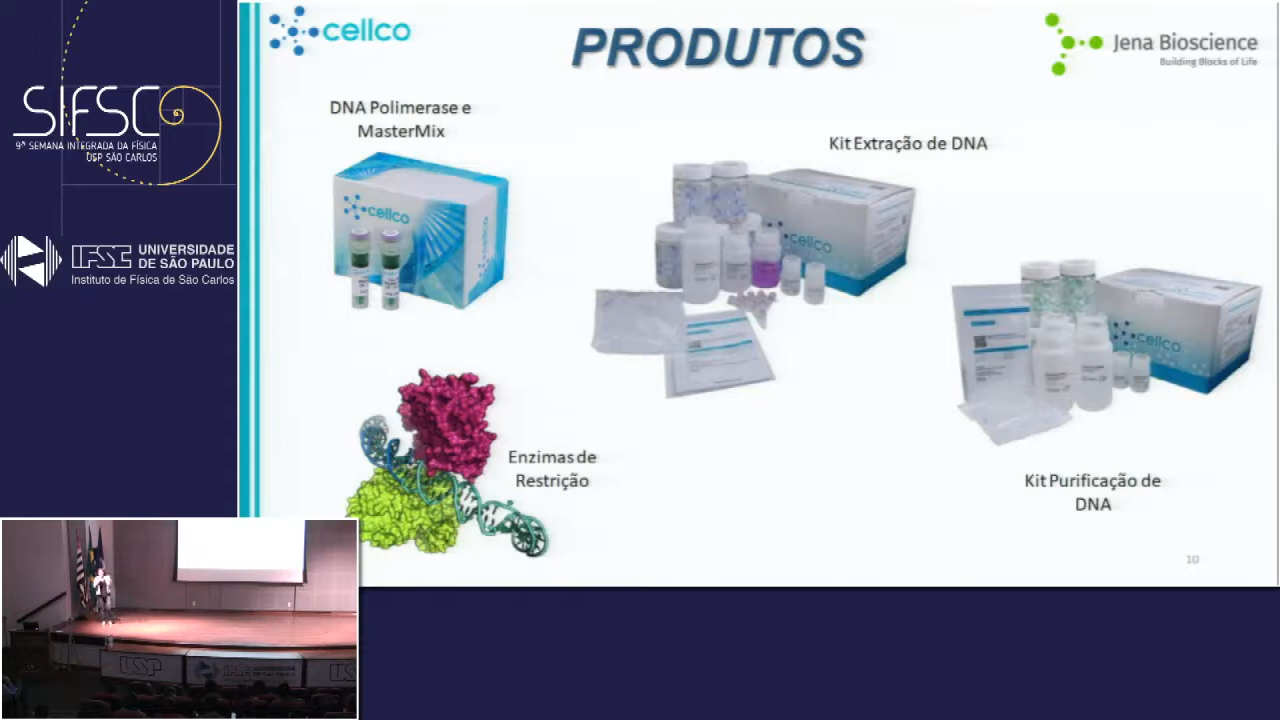 SIFSC
9ª SEMANA INTEGRADA DA FÍSICA
USP SÃO CARLOS
IFSC
UNIVERSIDADE
DE SÃO PAULO
Instituto de Física de São Carlos
cellco
PRODUTOS
Jena Bioscience
Building Blocks of Life
DNA Polimerase e
MasterMix
cellco
Kit Extração de DNA
cellco
cellco
Enzimas de
Restrição
Kit Purificação de
DNA
10
USP
IFSC